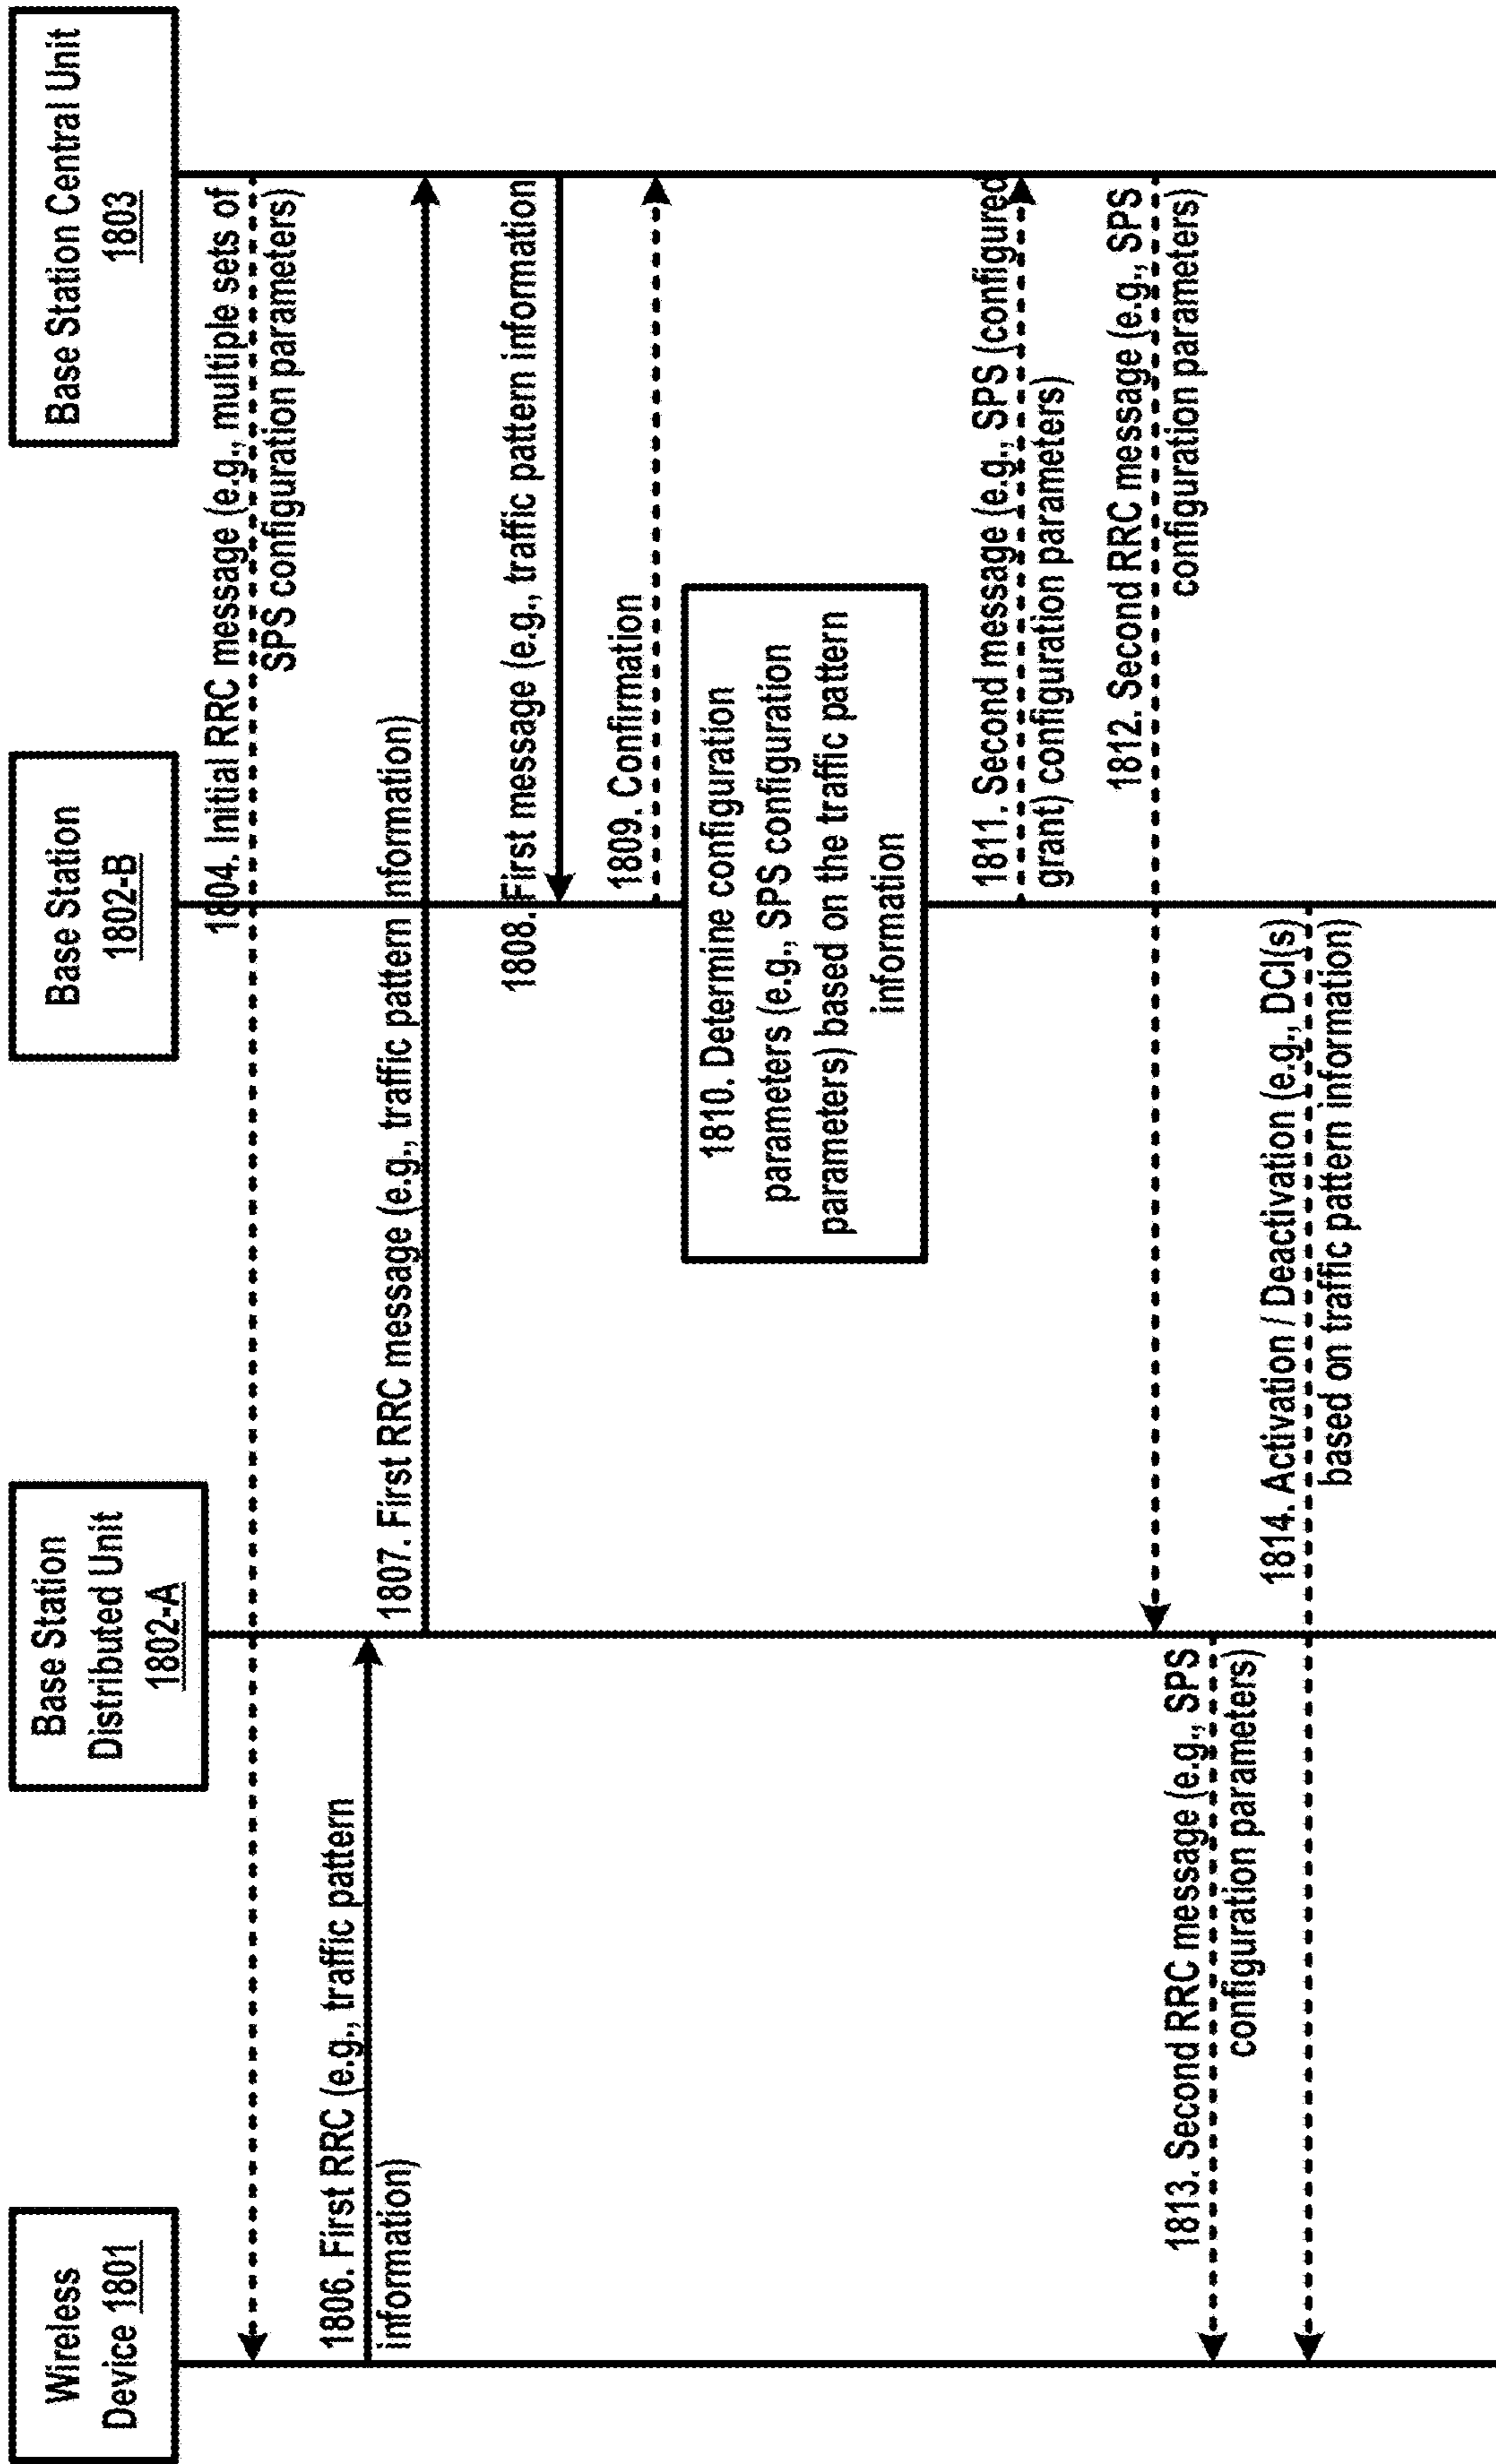 Wireless
Device 1801
Base Station
Distributed Unit
1802-A
Base Station
1802-B
Base Station Central Unit
1803
1804. Initial RRC message (e.g., multiple sets of
SPS configuration parameters)
1806. First RRC (e.g., traffic pattern
information)
1807. First RRC message (e.g., traffic pattern information)
1808. First message (e.g., traffic pattern information
1809. Confirmation
1810. Determine configuration
parameters (e.g., SPS configuration
parameters) based on the traffic pattern
information
1811. Second message (e.g., SPS (configured
grant) configuration parameters)
1812. Second RRC message (e.g., SPS
configuration parameters)
1813. Second RRC message (e.g., SPS
configuration parameters)
1814. Activation / Deactivation (e.g., DCI(s)
based on traffic pattern information)